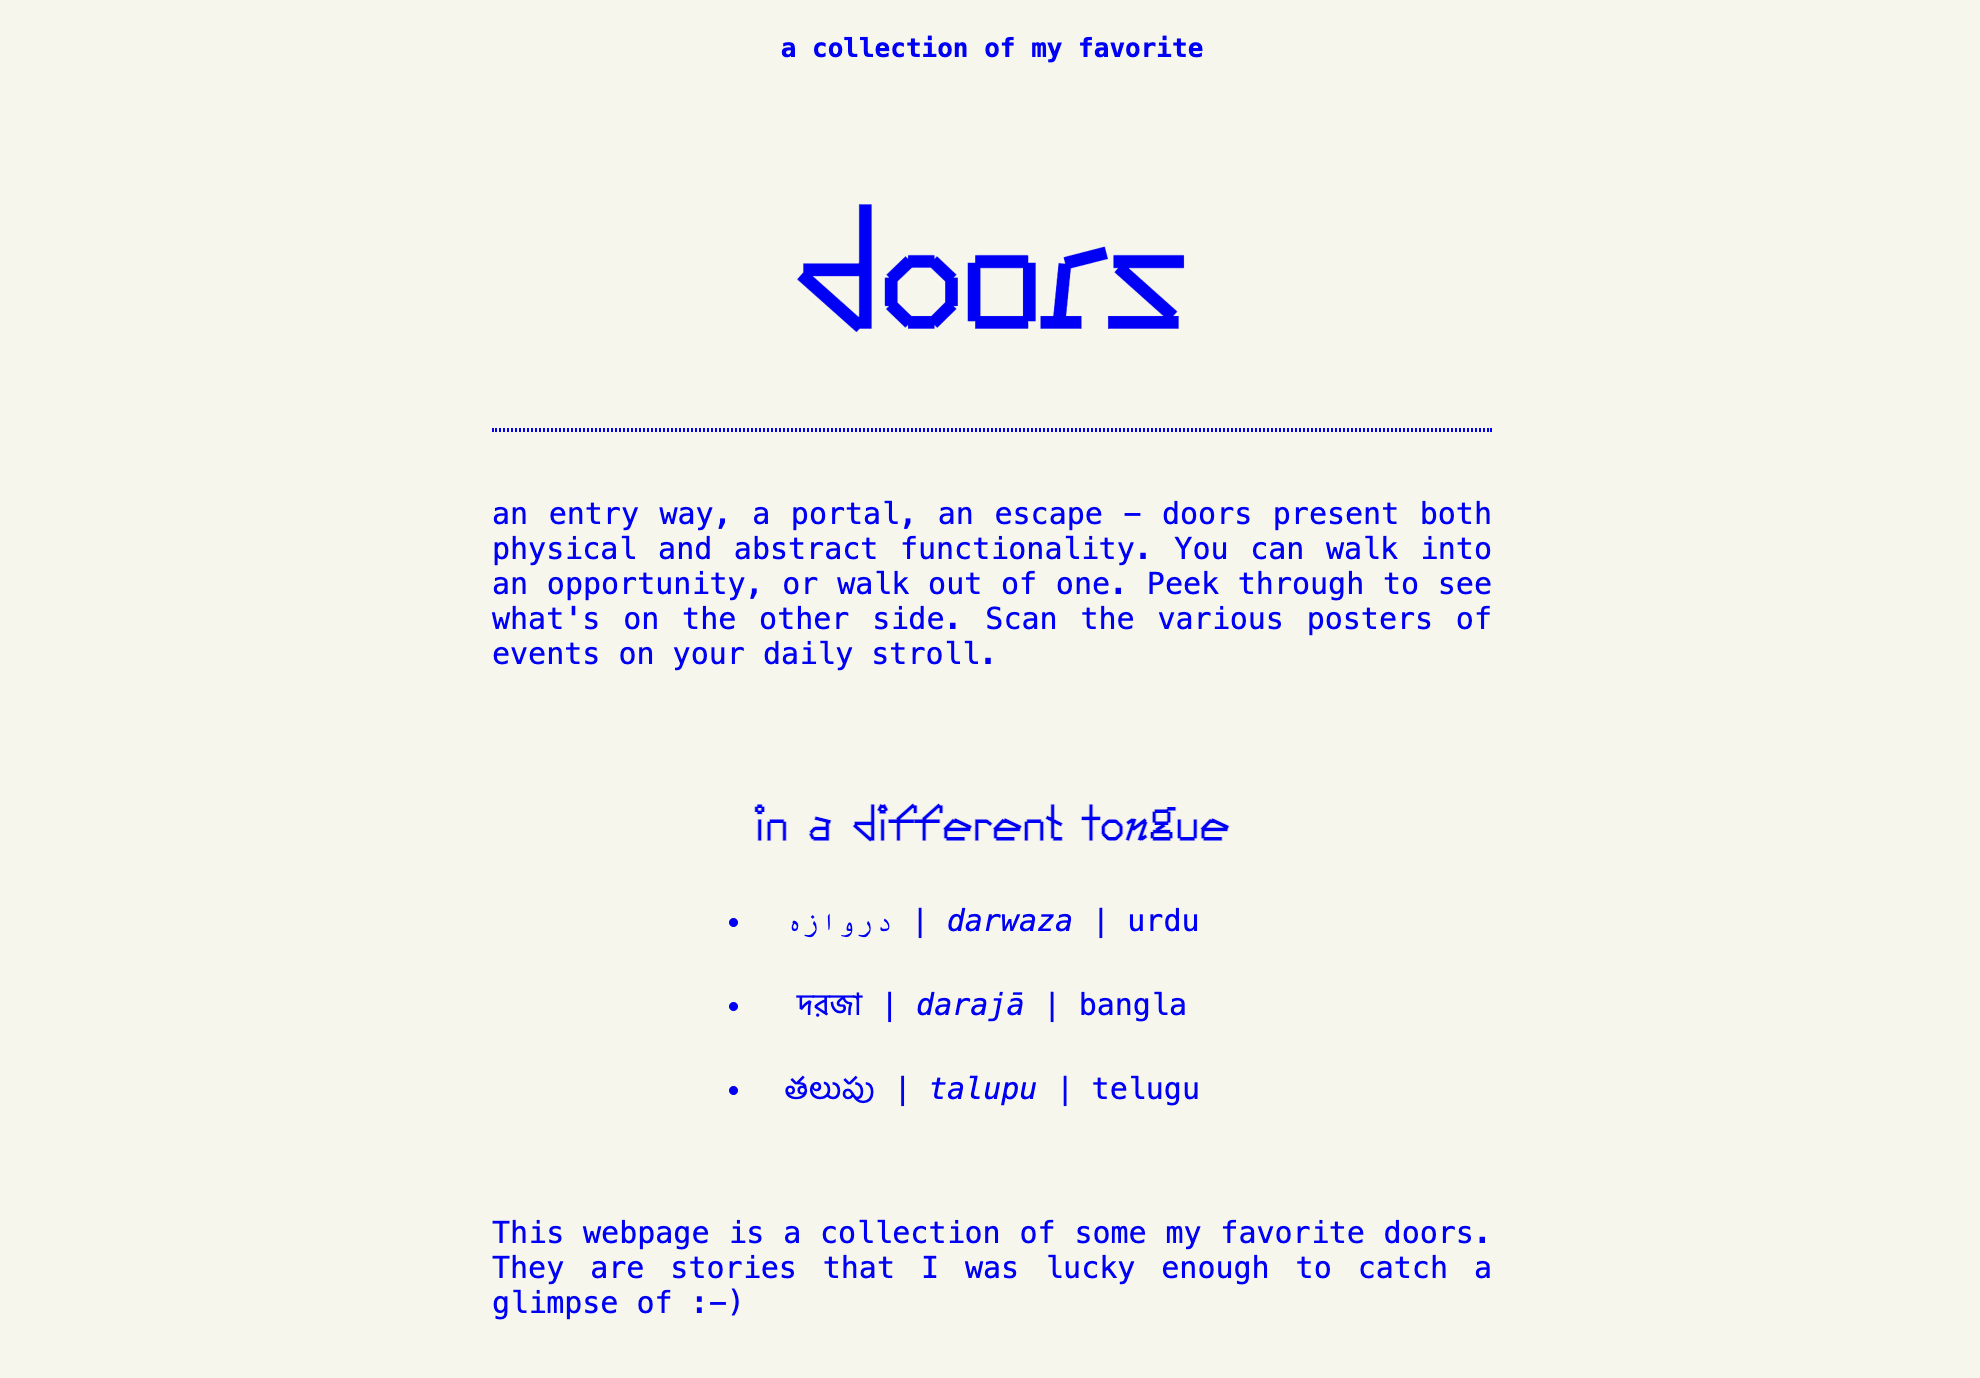 a collection of my favorite
doors
an entry way, a portal, an escape – doors present both
physical and abstract functionality. You can walk into
an opportunity, or walk out of one. Peek through to see
what's on the other side. Scan the various posters of
events on your daily stroll.
in a different tongue
• دروازہ | darwaza | urdu
• দরজা | darajā | bangla
• తలుపు | talupu | telugu
This webpage is a collection of some my favorite doors.
They are stories that I was lucky enough to catch a
glimpse of :–)